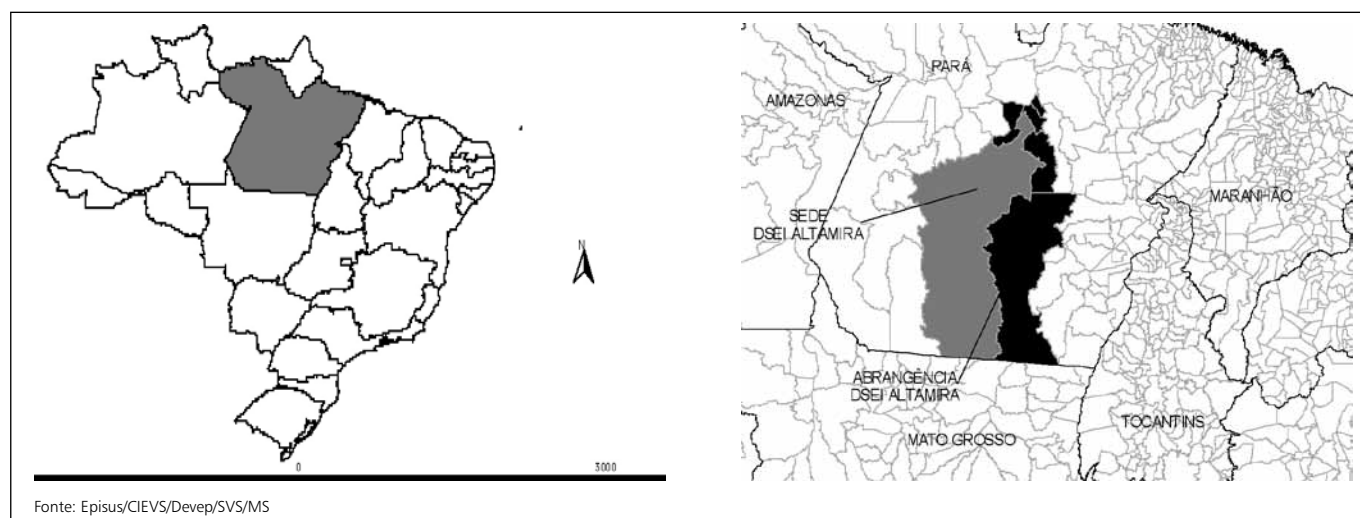 N
0 3000
PARÁ
AMAZONAS
MARANHÃO
SEDE
DSEI ALTAMIRA
ABRANGÊNCIA
DSEI ALTAMIRA
TOCANTINS
MATO GROSSO
Fonte: Episus/CIEVS/Devep/SVS/MS